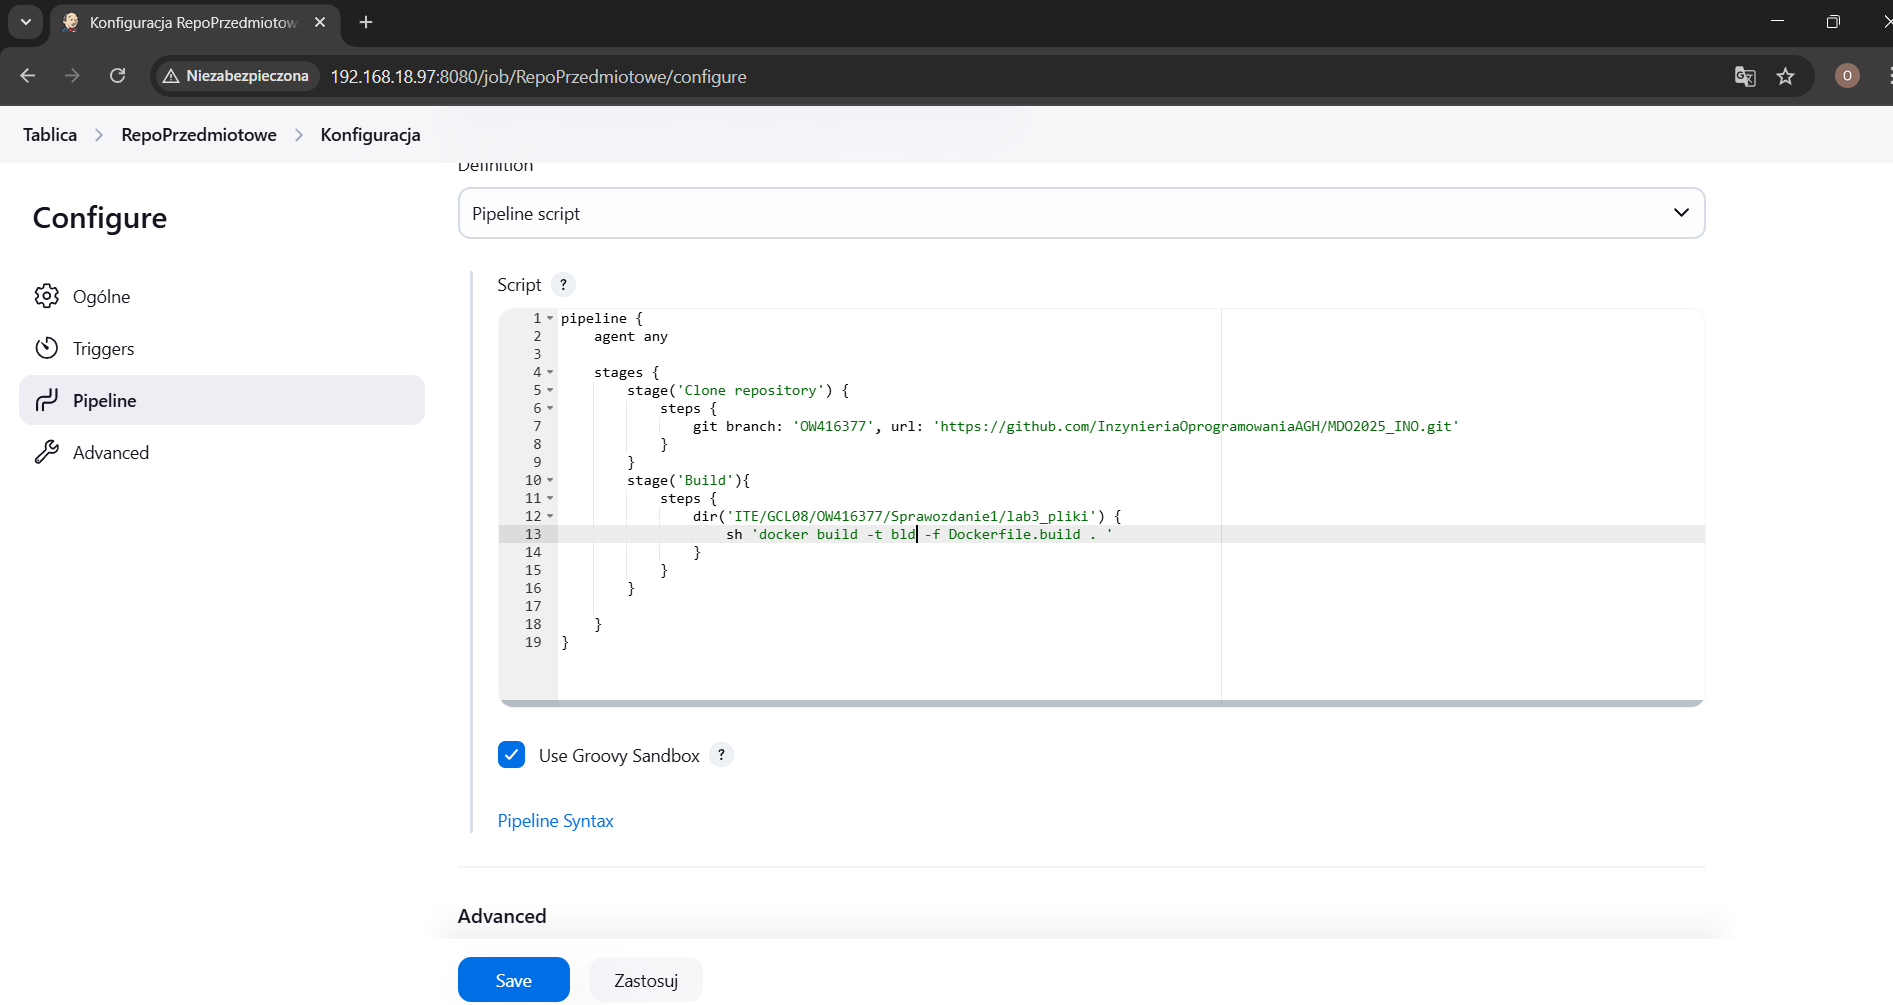 Konfiguracja RepoPrzedmiotow
Niezabezpieczona
192.168.18.97:8080/job/RepoPrzedmiotowe/configure
O
Tablica > RepoPrzedmiotowe > Konfiguracja
Definition
Configure
Pipeline script
Ogólne
Triggers
Pipeline
Advanced
Script ?
1 pipeline {
2     agent any
3
4     stages {
5         stage('Clone repository') {
6             steps {
7                 git branch: 'OW416377', url: 'https://github.com/InzynieriaOprogramowaniaAGH/MDO2025_INO.git'
8             }
9         }
10         stage('Build'){
11             steps {
12                 dir('ITE/GCL08/OW416377/Sprawozdanie1/lab3_pliki') {
13                     sh 'docker build -t bld -f Dockerfile.build . '
14                 }
15             }
16         }
17
18     }
19 }
Use Groovy Sandbox ?
Pipeline Syntax
Advanced
Save
Zastosuj